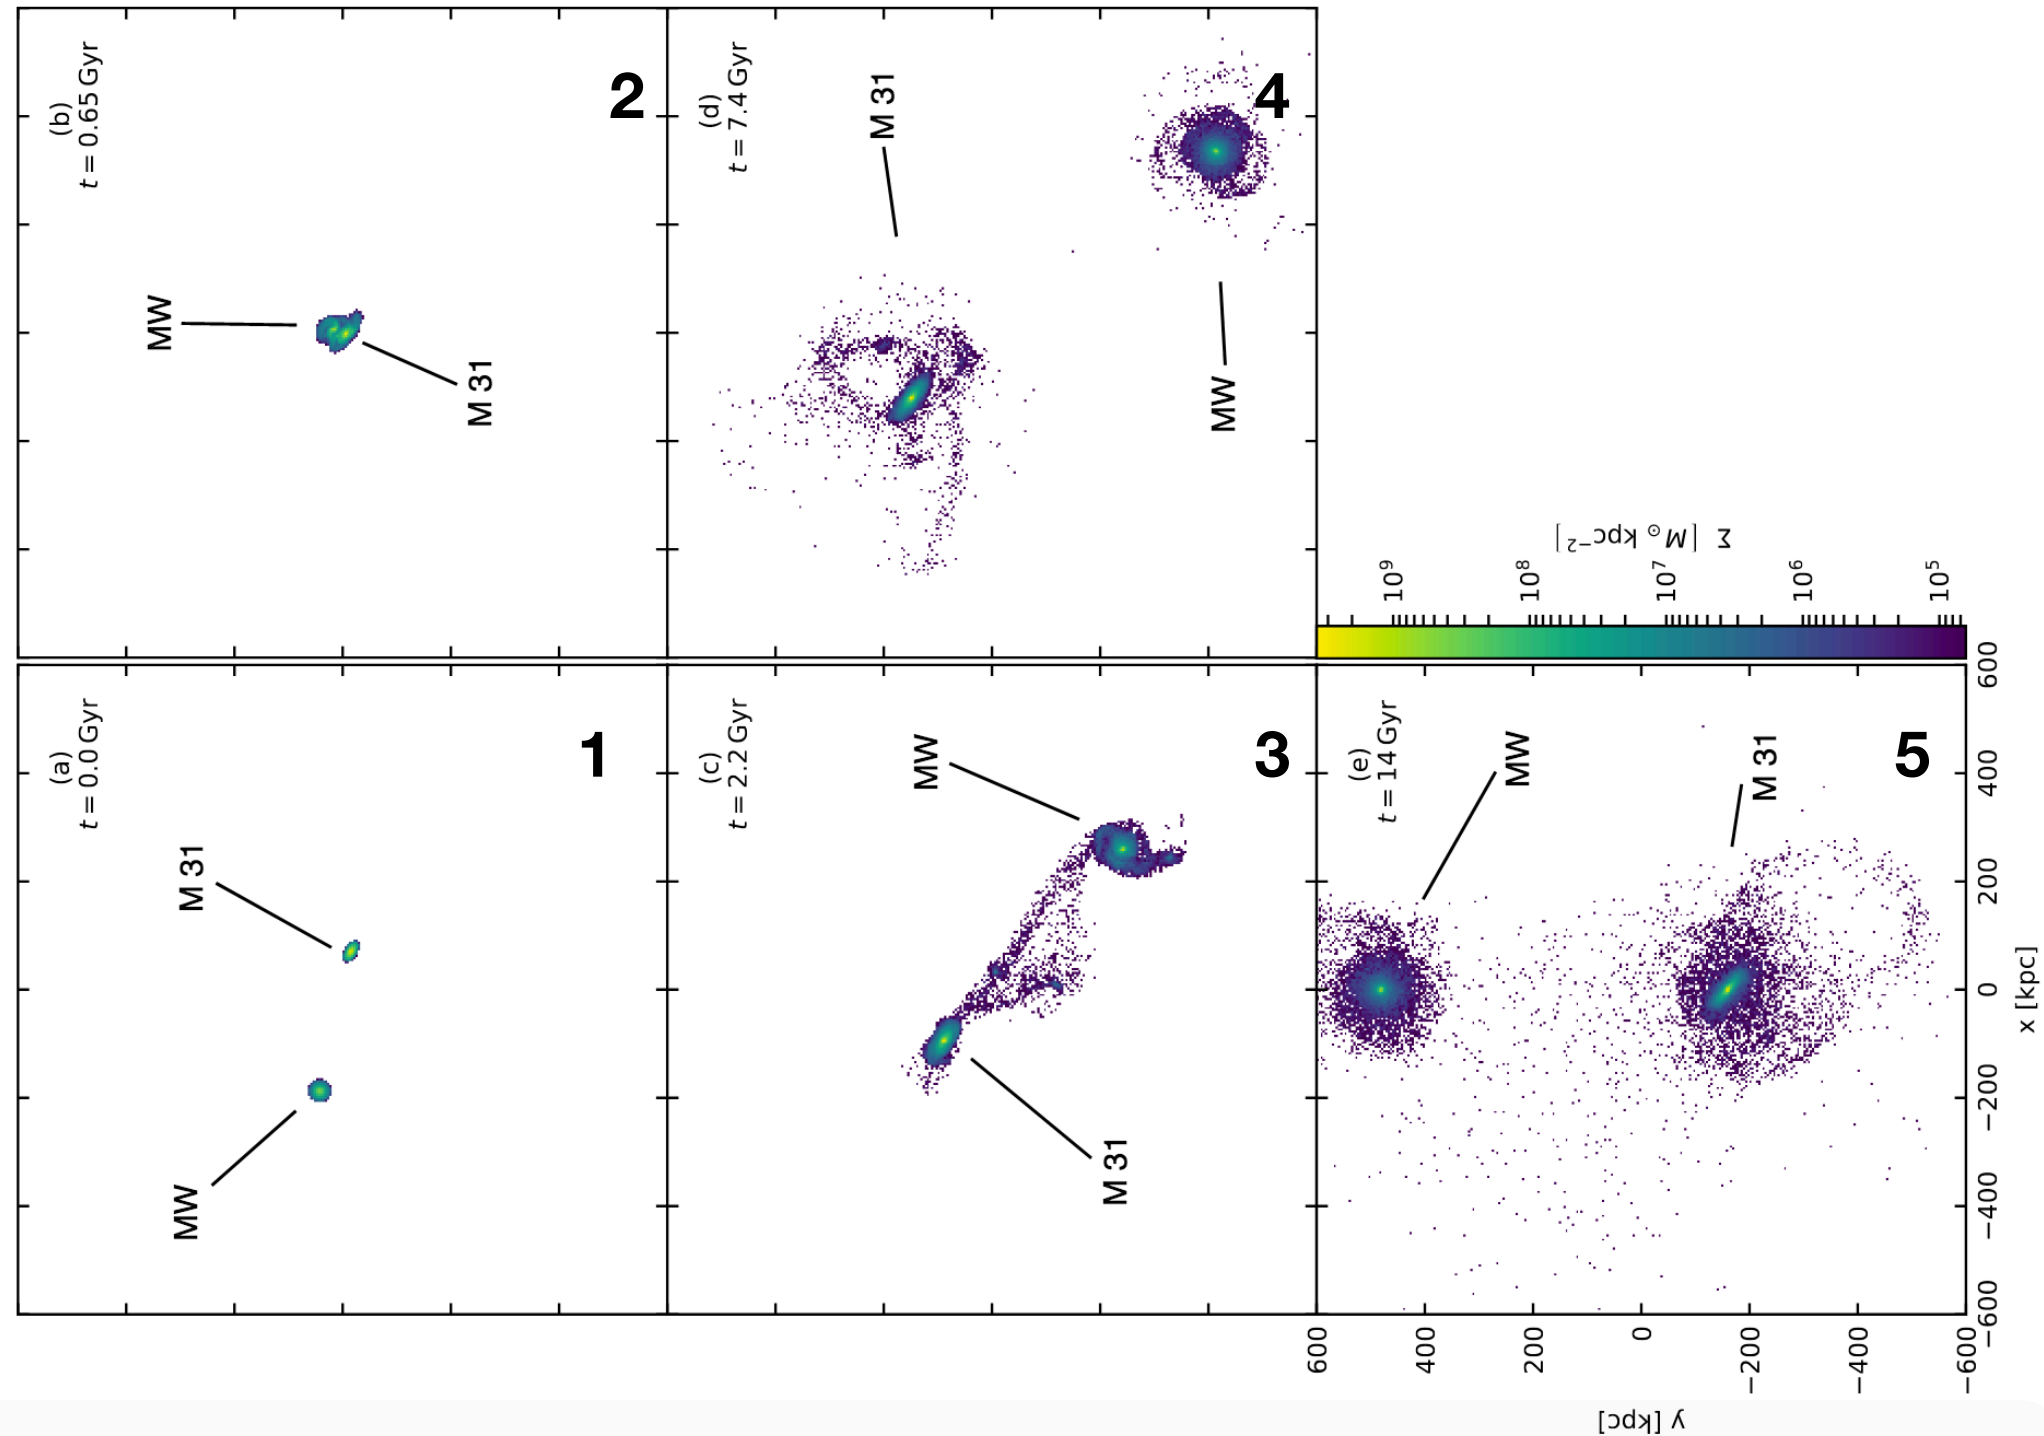 (a)
t = 0.0 Gyr
MW
M 31
1
(b)
t = 0.65 Gyr
MW
M 31
2
(c)
t = 2.2 Gyr
MW
M 31
3
(d)
t = 7.4 Gyr
M 31
MW
4
(e)
t = 14 Gyr
MW
M 31
5
Σ [M⊙ kpc⁻²]
10⁹
10⁸
10⁷
10⁶
10⁵
600
400
200
0
−200
−400
−600
x [kpc]
600
400
200
0
−200
−400
−600
y [kpc]